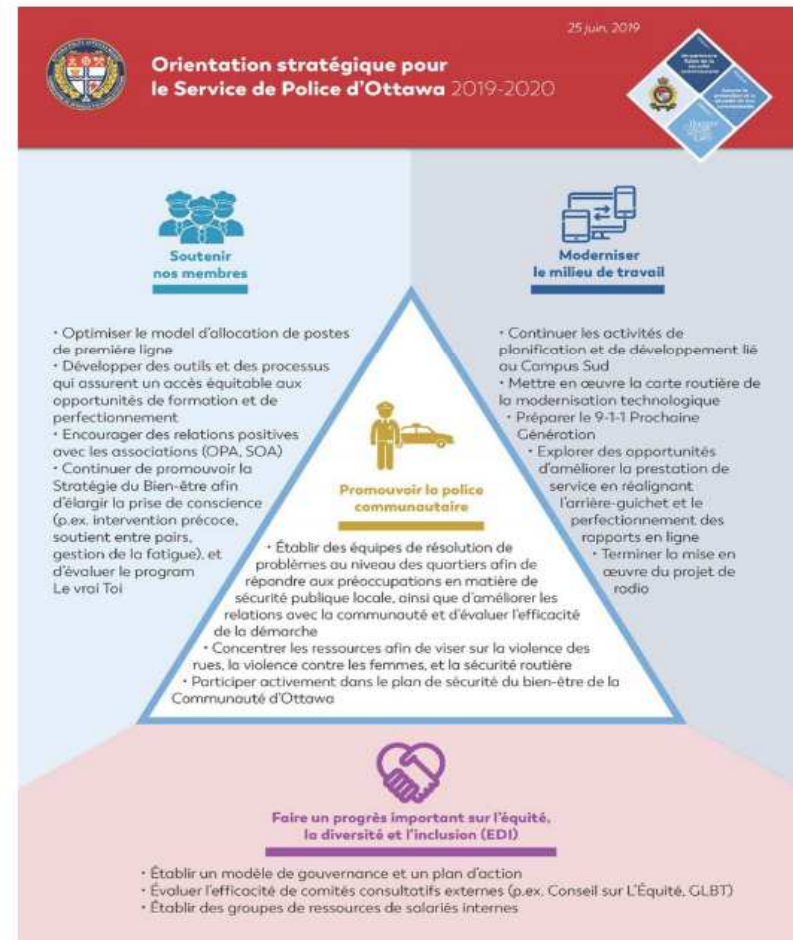 25 juin, 2019
Orientation stratégique pour
le Service de Police d'Ottawa 2019-2020
Soutenir
nos membres
• Optimiser le model d'allocation de postes
de première ligne
• Développer des outils et des processus
qui assurent un accès équitable aux
opportunités de formation et de
perfectionnement
• Encourager des relations positives
avec les associations (OPA, SOA)
• Continuer de promouvoir la
Stratégie du Bien-être afin
d'élargir la prise de conscience
(p.ex. intervention précoce,
soutient entre pairs,
gestion de la fatigue), et
d'évaluer le program
Le vrai Toi
Moderniser
le milieu de travail
• Continuer les activités de
planification et de développement lié
au Campus Sud
• Mettre en œuvre la carte routière de
la modernisation technologique
• Préparer le 9-1-1 Prochaine
Génération
• Explorer des opportunités
d'améliorer la prestation de
service en réalignant
l'arrière-guichet et le
perfectionnement des
rapports en ligne
• Terminer la mise en
œuvre du projet de
radio
Promouvoir la police
communautaire
• Établir des équipes de résolution de
problèmes au niveau des quartiers afin de
répondre aux préoccupations en matière de
sécurité publique locale, ainsi que d'améliorer les
relations avec la communauté et d'évaluer l'efficacité
de la démarche
• Concentrer les ressources afin de viser sur la violence des
rues, la violence contre les femmes, et la sécurité routière
• Participer activement dans le plan de sécurité du bien-être de la
Communauté d'Ottawa
Faire un progrès important sur l'équité,
la diversité et l'inclusion (EDI)
• Établir un modèle de gouvernance et un plan d'action
• Évaluer l'efficacité de comités consultatifs externes (p.ex. Conseil sur L'Équité, GLBT)
• Établir des groupes de ressources de salariés internes